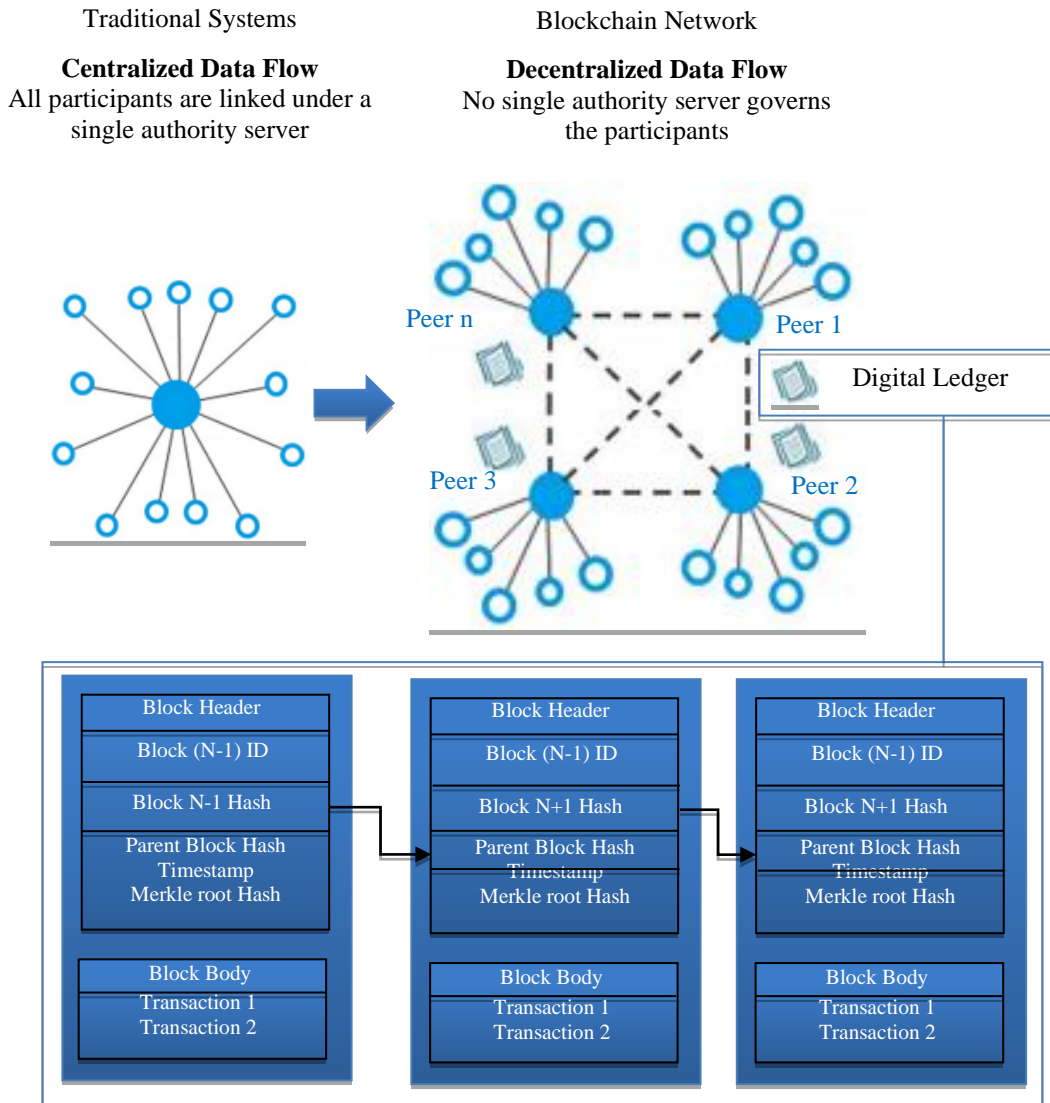 Traditional Systems
Centralized Data Flow
All participants are linked under a
single authority server
Blockchain Network
Decentralized Data Flow
No single authority server governs
the participants
Peer n
Peer 1
Digital Ledger
Peer 3
Peer 2
Block Header
Block (N-1) ID
Block N-1 Hash
Parent Block Hash
Timestamp
Merkle root Hash
Block Body
Transaction 1
Transaction 2
Block Header
Block (N-1) ID
Block N+1 Hash
Parent Block Hash
Timestamp
Merkle root Hash
Block Body
Transaction 1
Transaction 2
Block Header
Block (N-1) ID
Block N+1 Hash
Parent Block Hash
Timestamp
Merkle root Hash
Block Body
Transaction 1
Transaction 2